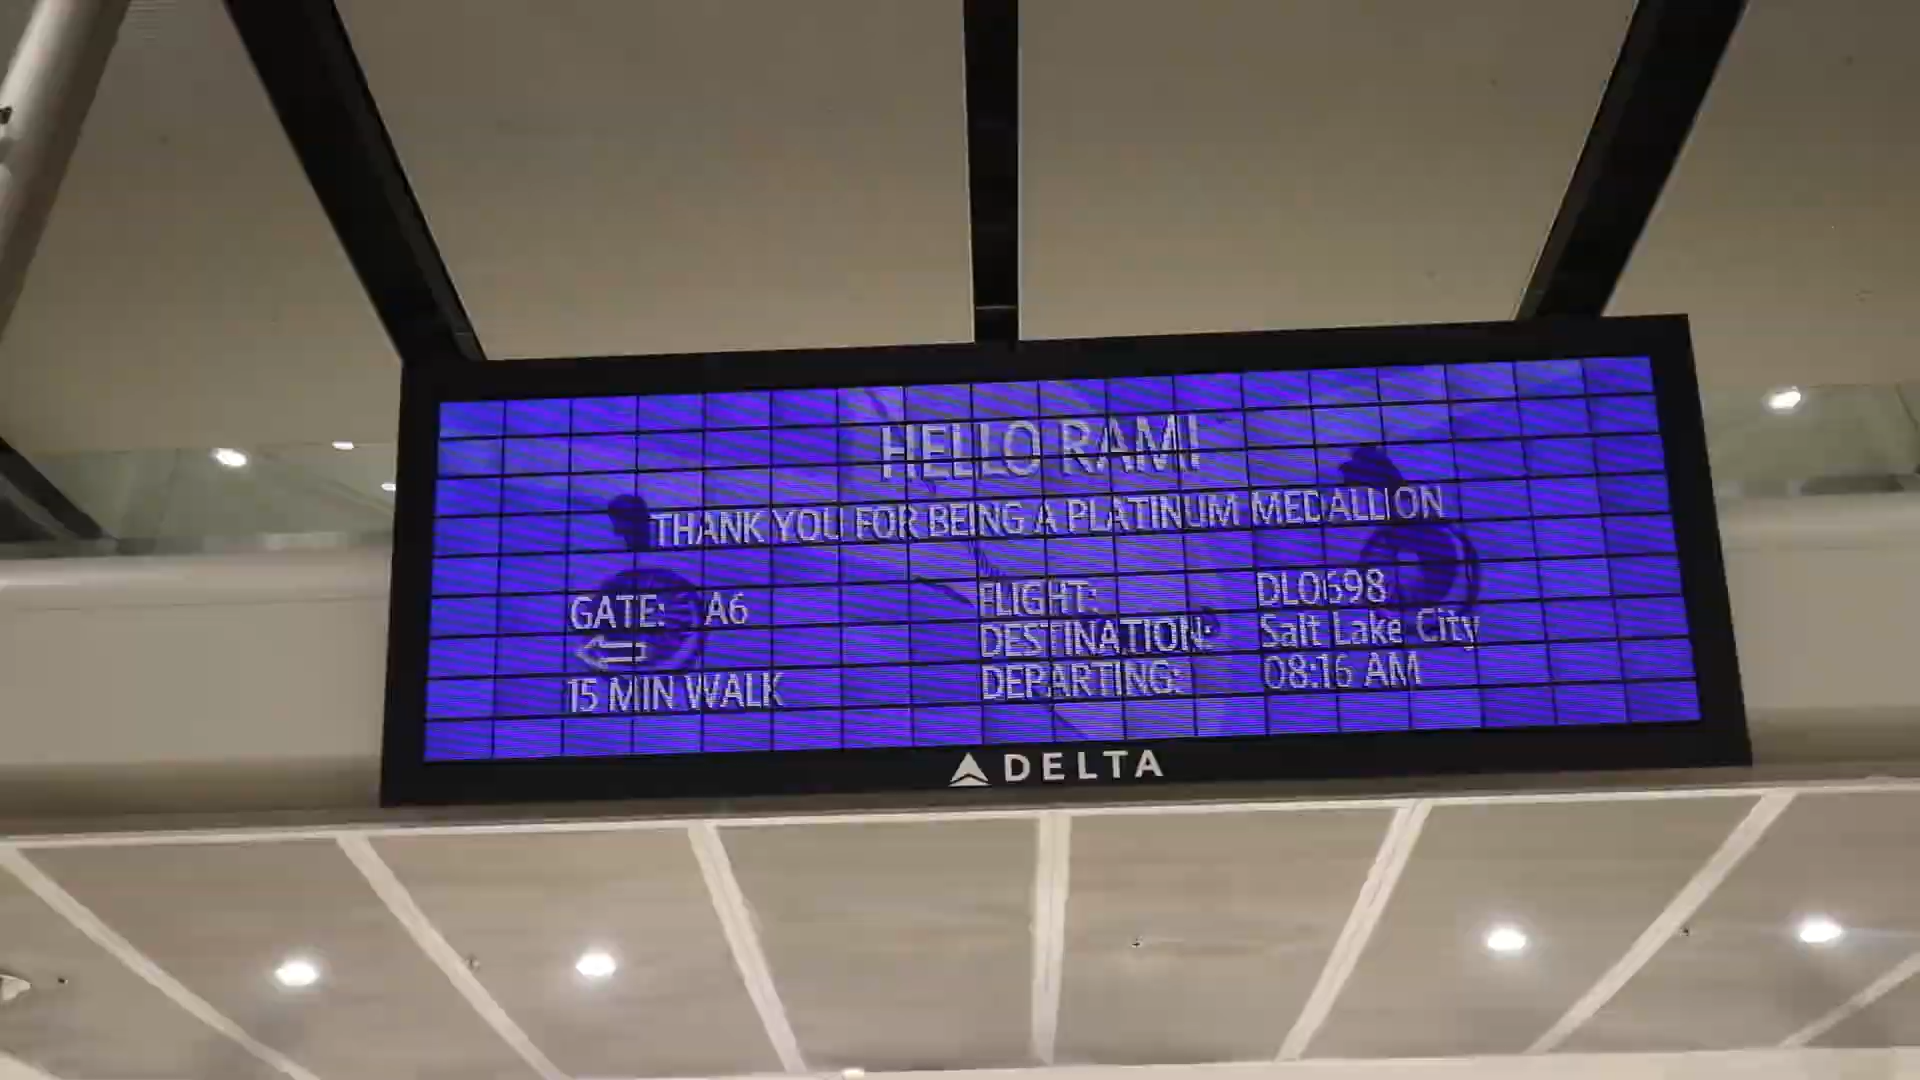 HELLO RAMI
THANK YOU FOR BEING A PLATINUM MEDALLION
GATE: A6
15 MIN WALK
FLIGHT: DL0698
DESTINATION: Salt Lake City
DEPARTING: 08:16 AM
DELTA